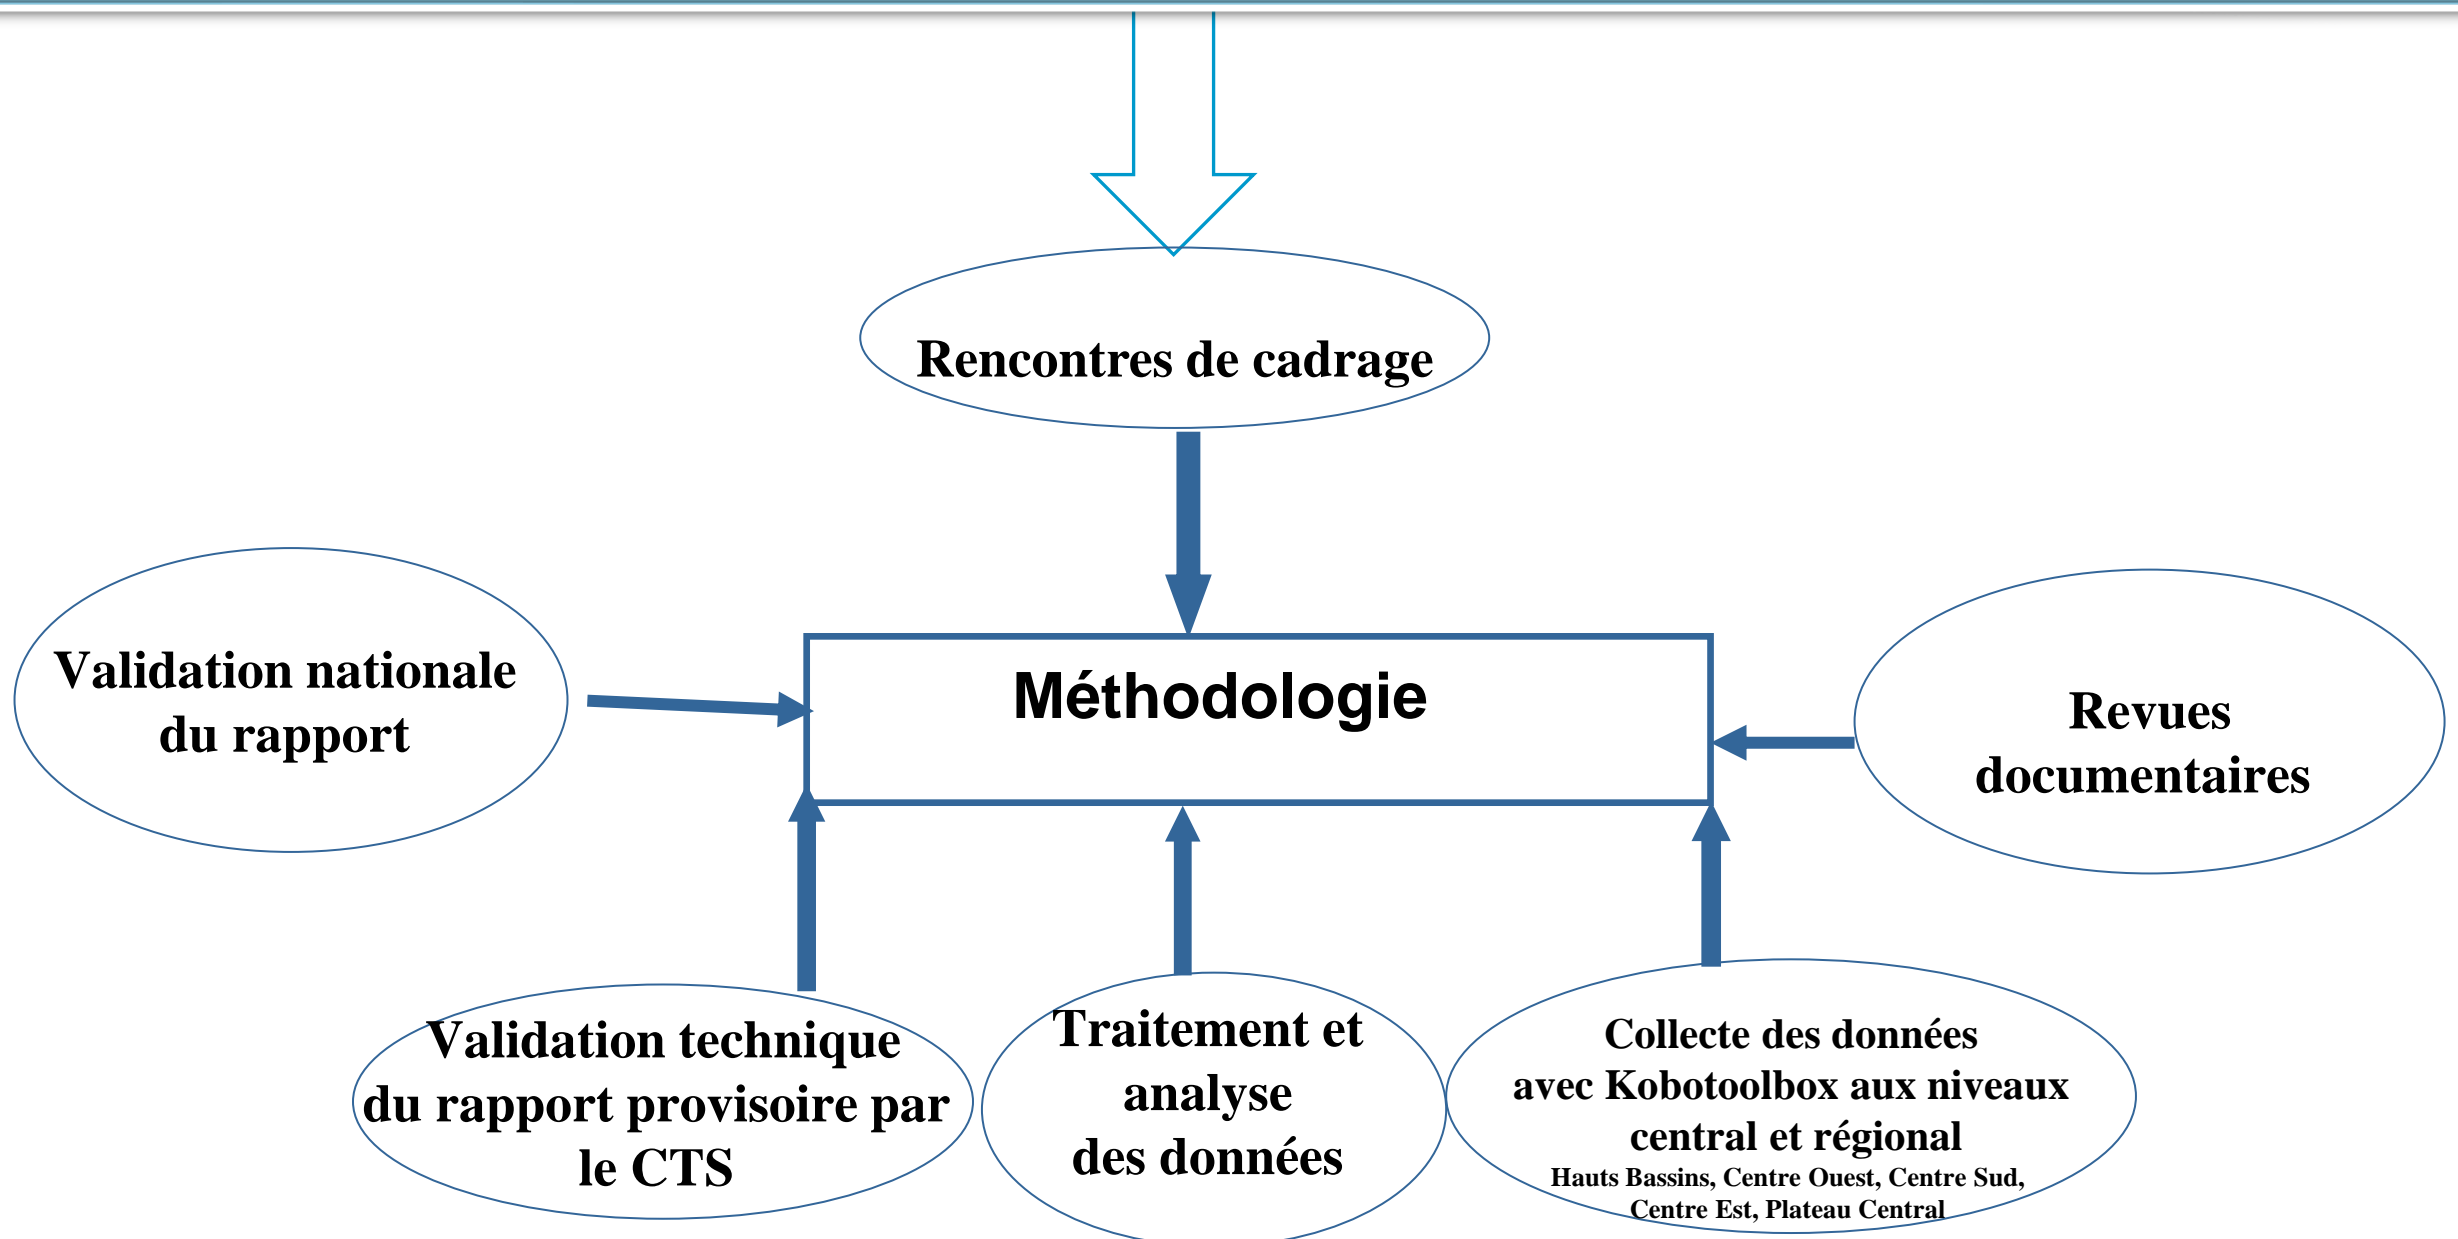 Rencontres de cadrage
Validation nationale
du rapport
Méthodologie
Revues
documentaires
Validation technique
du rapport provisoire par
le CTS
Traitement et
analyse
des données
Collecte des données
avec Kobotoolbox aux niveaux
central et régional
Hauts Bassins, Centre Ouest, Centre Sud,
Centre Est, Plateau Central